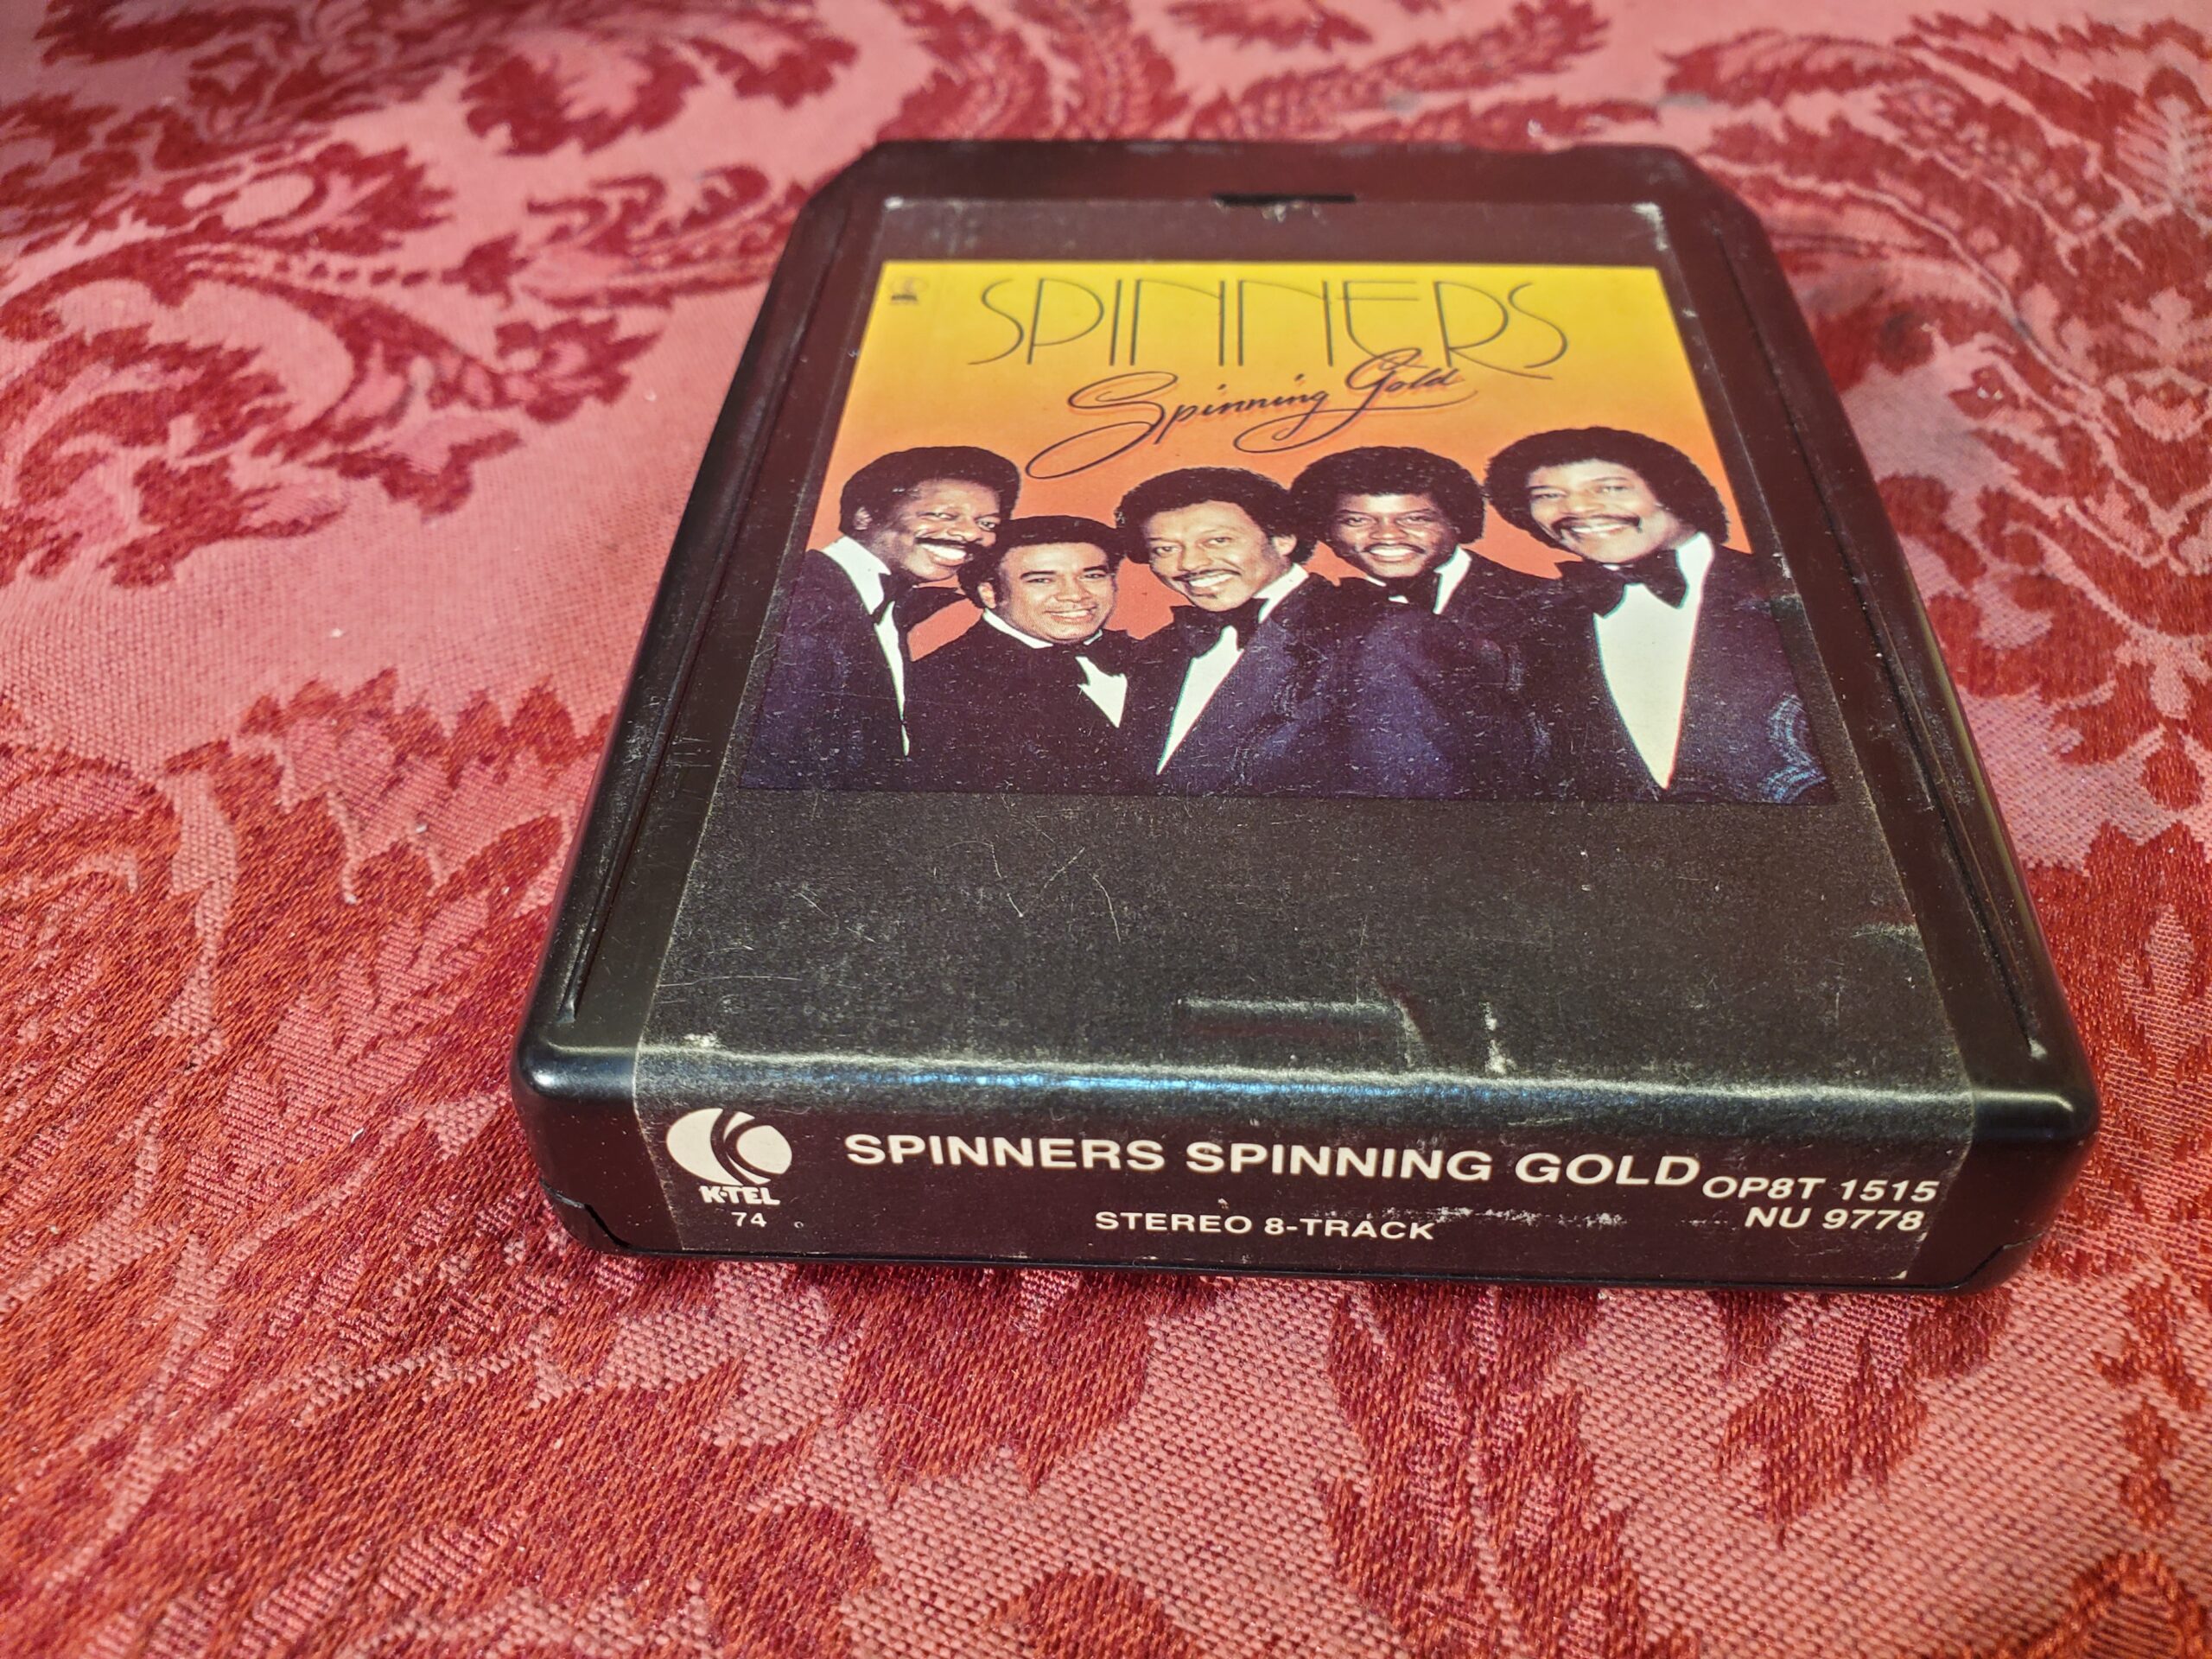 SPINNERS
Spinning Gold
K-TEL
74
SPINNERS SPINNING GOLD
STEREO 8-TRACK
OP8T 1515
NU 9778